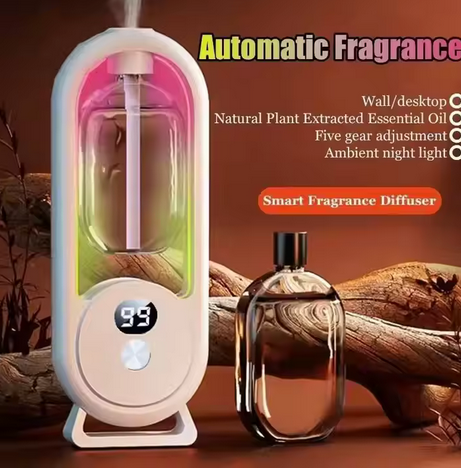 Automatic Fragrance
Wall/desktop
Natural Plant Extracted Essential Oil
Five gear adjustment
Ambient night light
Smart Fragrance Diffuser
99